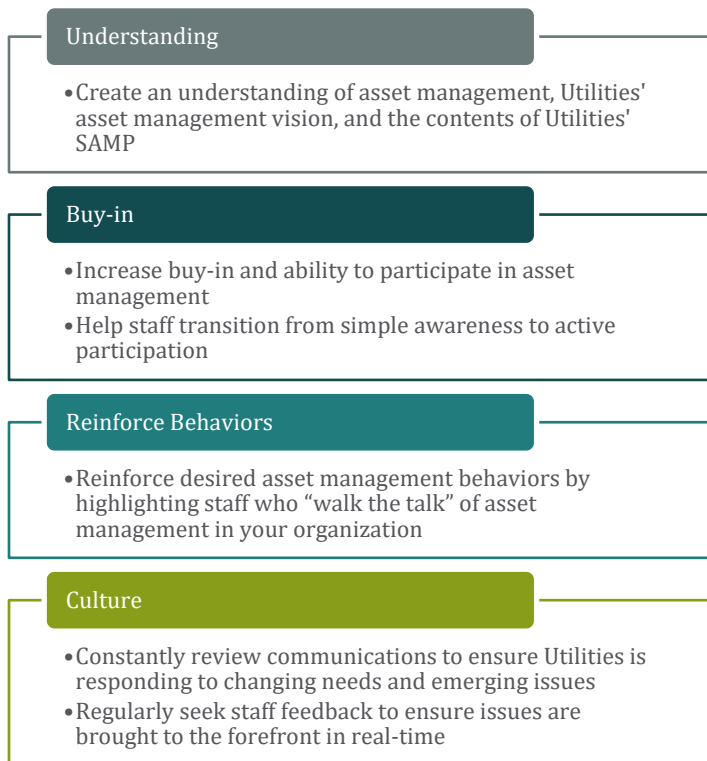 Understanding
•Create an understanding of asset management, Utilities'
asset management vision, and the contents of Utilities'
SAMP
Buy-in
•Increase buy-in and ability to participate in asset
management
•Help staff transition from simple awareness to active
participation
Reinforce Behaviors
•Reinforce desired asset management behaviors by
highlighting staff who “walk the talk” of asset
management in your organization
Culture
•Constantly review communications to ensure Utilities is
responding to changing needs and emerging issues
•Regularly seek staff feedback to ensure issues are
brought to the forefront in real-time